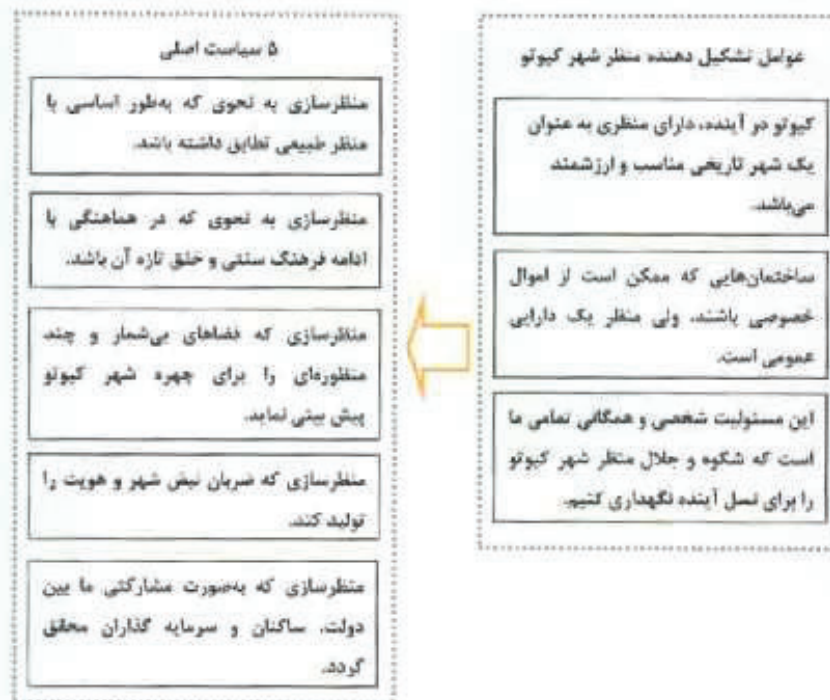 عوامل تشکیل دهنده منظر شهر کیوتو
کیوتو در آینده، دارای منظری به عنوان
یک شهر تاریخی مناسب و ارزشمند
می‌باشد.
ساختمان‌هایی که ممکن است از اموال
خصوصی باشند، ولی منظر یک دارایی
عمومی است.
این مسئولیت شخصی و همگانی تمامی ما
است که شکوه و جلال منظر شهر کیوتو
را برای نسل آینده نگهداری کنیم.
۵ سیاست اصلی
منظرسازی به نحوی که به‌طور اساسی با
منظر طبیعی تطابق داشته باشد.
منظرسازی به نحوی که در هماهنگی با
ادامه فرهنگ سنتی و خلق تازه آن باشد.
منظرسازی که فضاهای بی‌شمار و چند
منظوره‌ای را برای چهره شهر کیوتو
پیش بینی نماید.
منظرسازی که ضربان نبض شهر و هویت را
تولید کند.
منظرسازی که به‌صورت مشارکتی ما بین
دولت، ساکنان و سرمایه گذاران محقق
گردد.